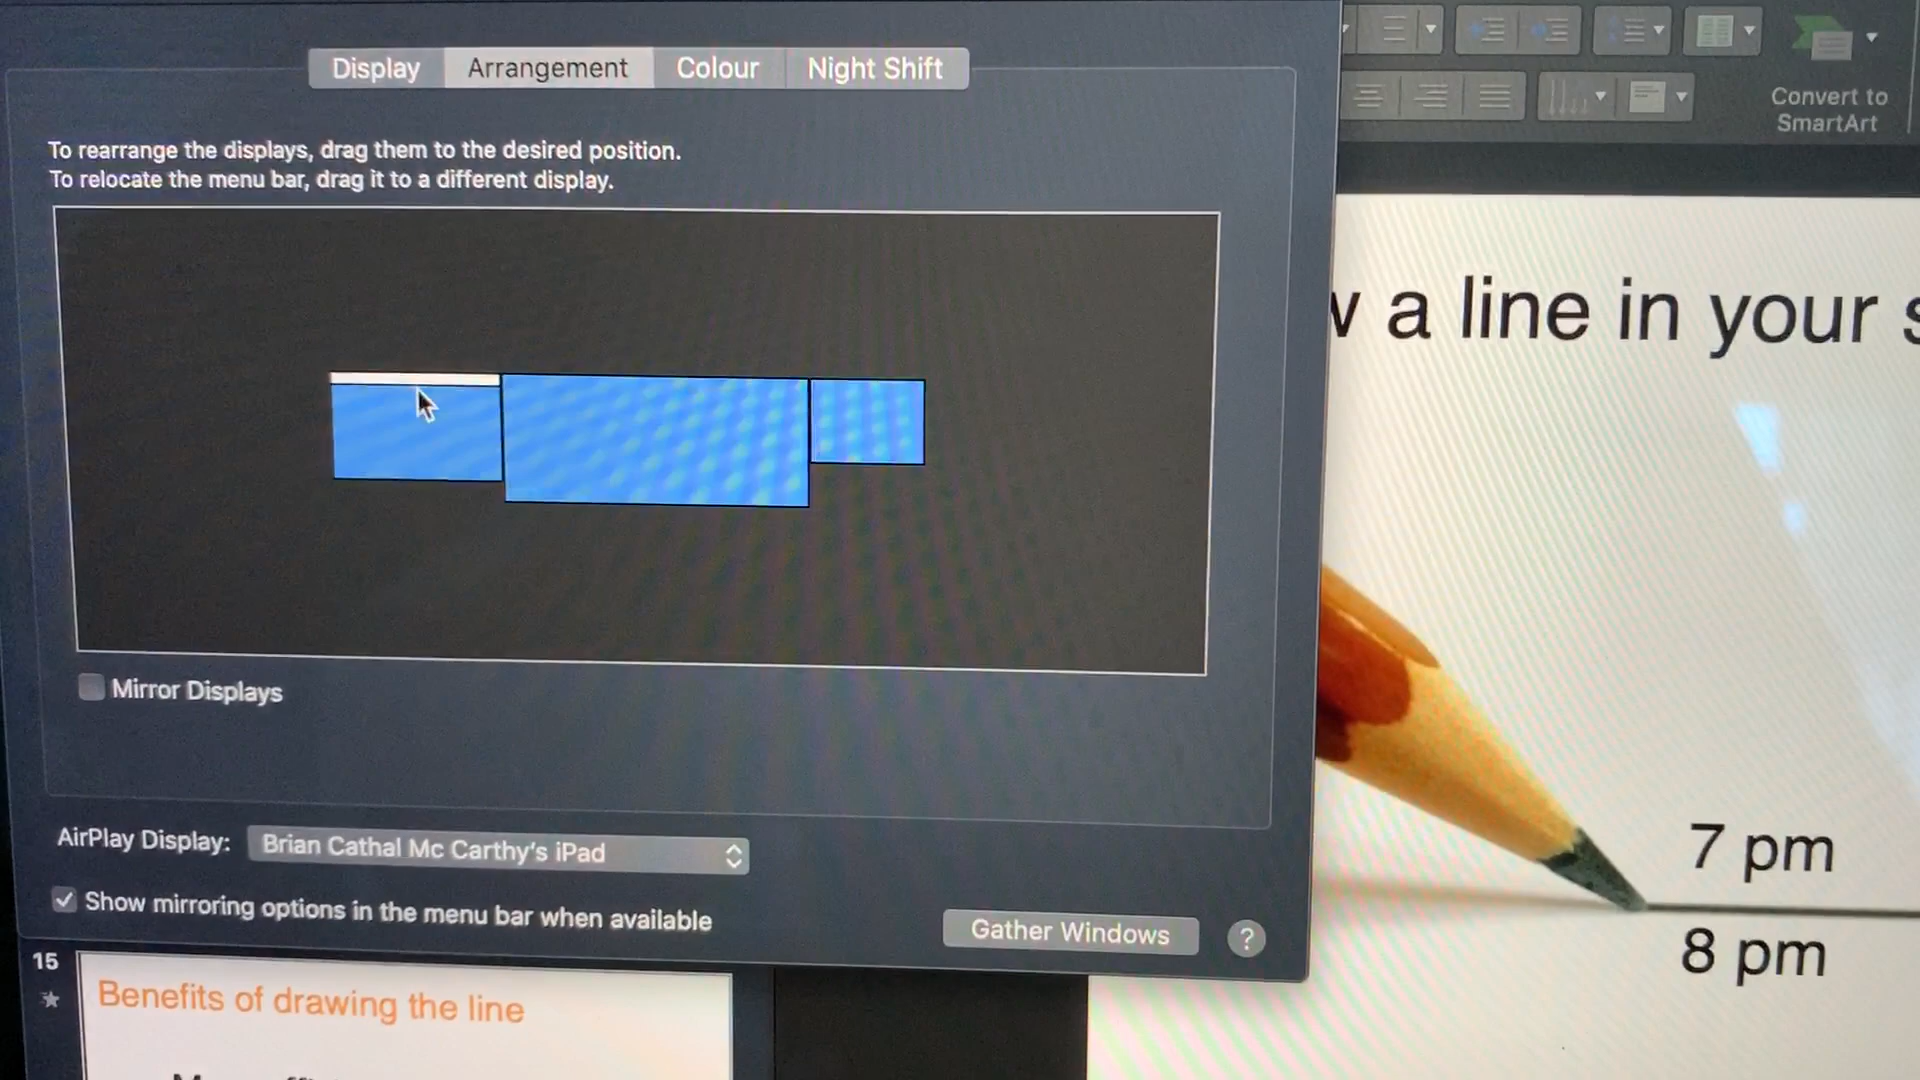 Display Arrangement Colour Night Shift
To rearrange the displays, drag them to the desired position.
To relocate the menu bar, drag it to a different display.
Mirror Displays
AirPlay Display: Brian Cathal Mc Carthy's iPad
Show mirroring options in the menu bar when available
Gather Windows ?
15
Benefits of drawing the line
Convert to
SmartArt
a line in your
7 pm
8 pm